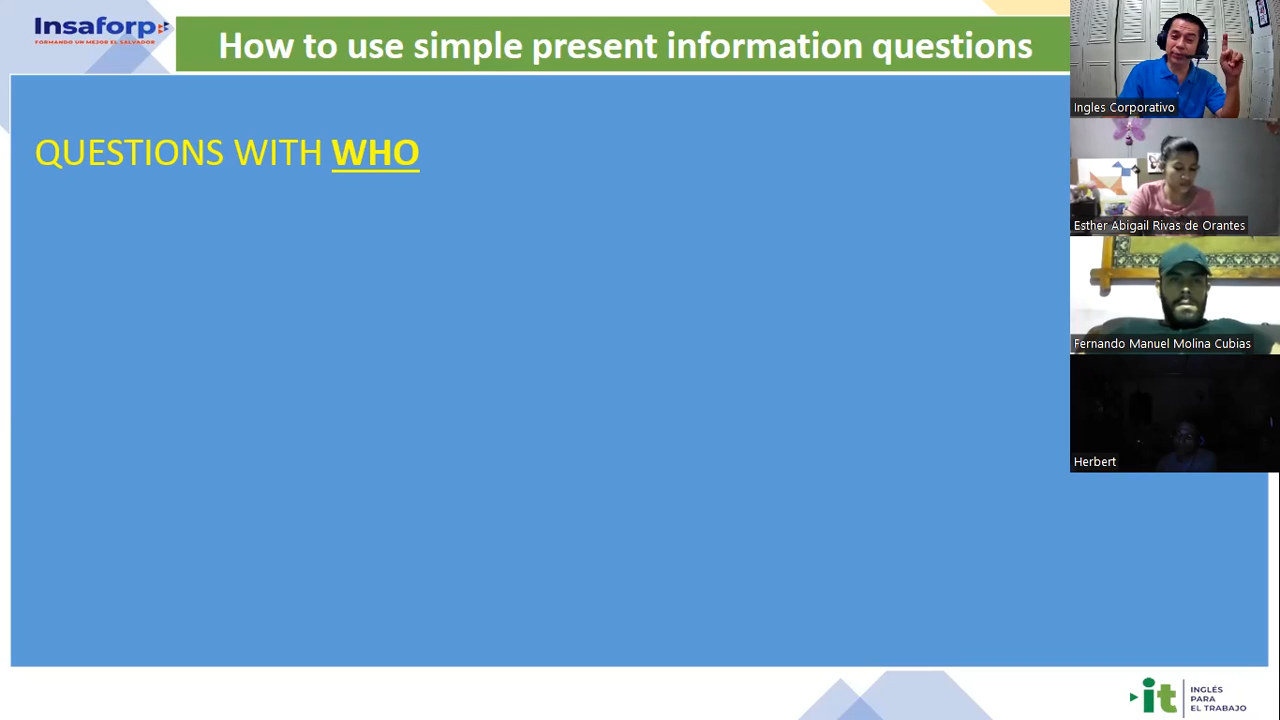 Insaforp
FORMANDO UN MEJOR EL SALVADOR
How to use simple present information questions
QUESTIONS WITH WHO
Ingles Corporativo
Esther Abigail Rivas de Orantes
Fernando Manuel Molina Cubias
Herbert
it
INGLÉS
PARA
EL TRABAJO